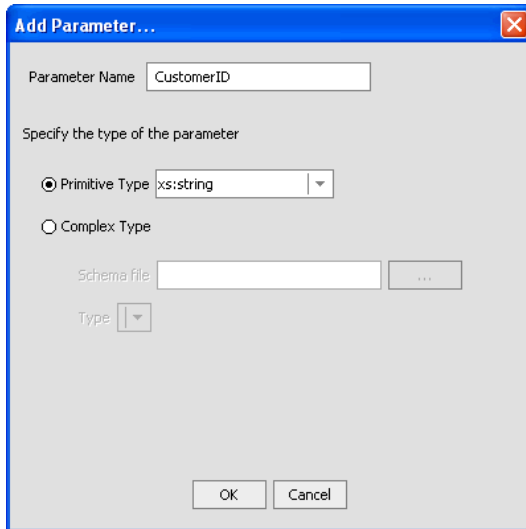 Add Parameter...
Parameter Name CustomerID
Specify the type of the parameter
Primitive Type xs:string
Complex Type
Schema file ...
Type
OK Cancel